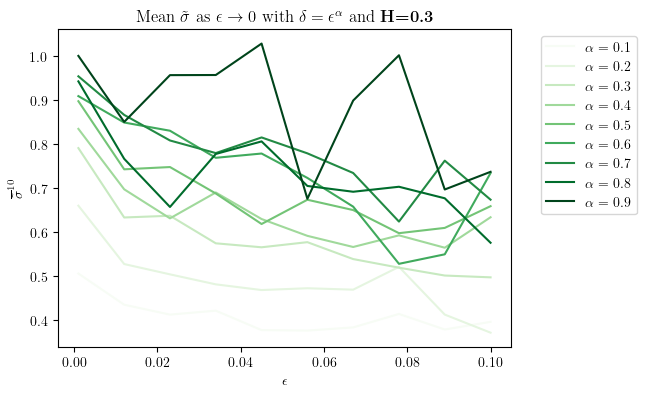 Mean σ̃ as ϵ → 0 with δ = ϵ^α and H=0.3
1.0
0.9
0.8
0.7
0.6
0.5
0.4
σ̅^10
0.00
0.02
0.04
0.06
0.08
0.10
ϵ
α = 0.1
α = 0.2
α = 0.3
α = 0.4
α = 0.5
α = 0.6
α = 0.7
α = 0.8
α = 0.9